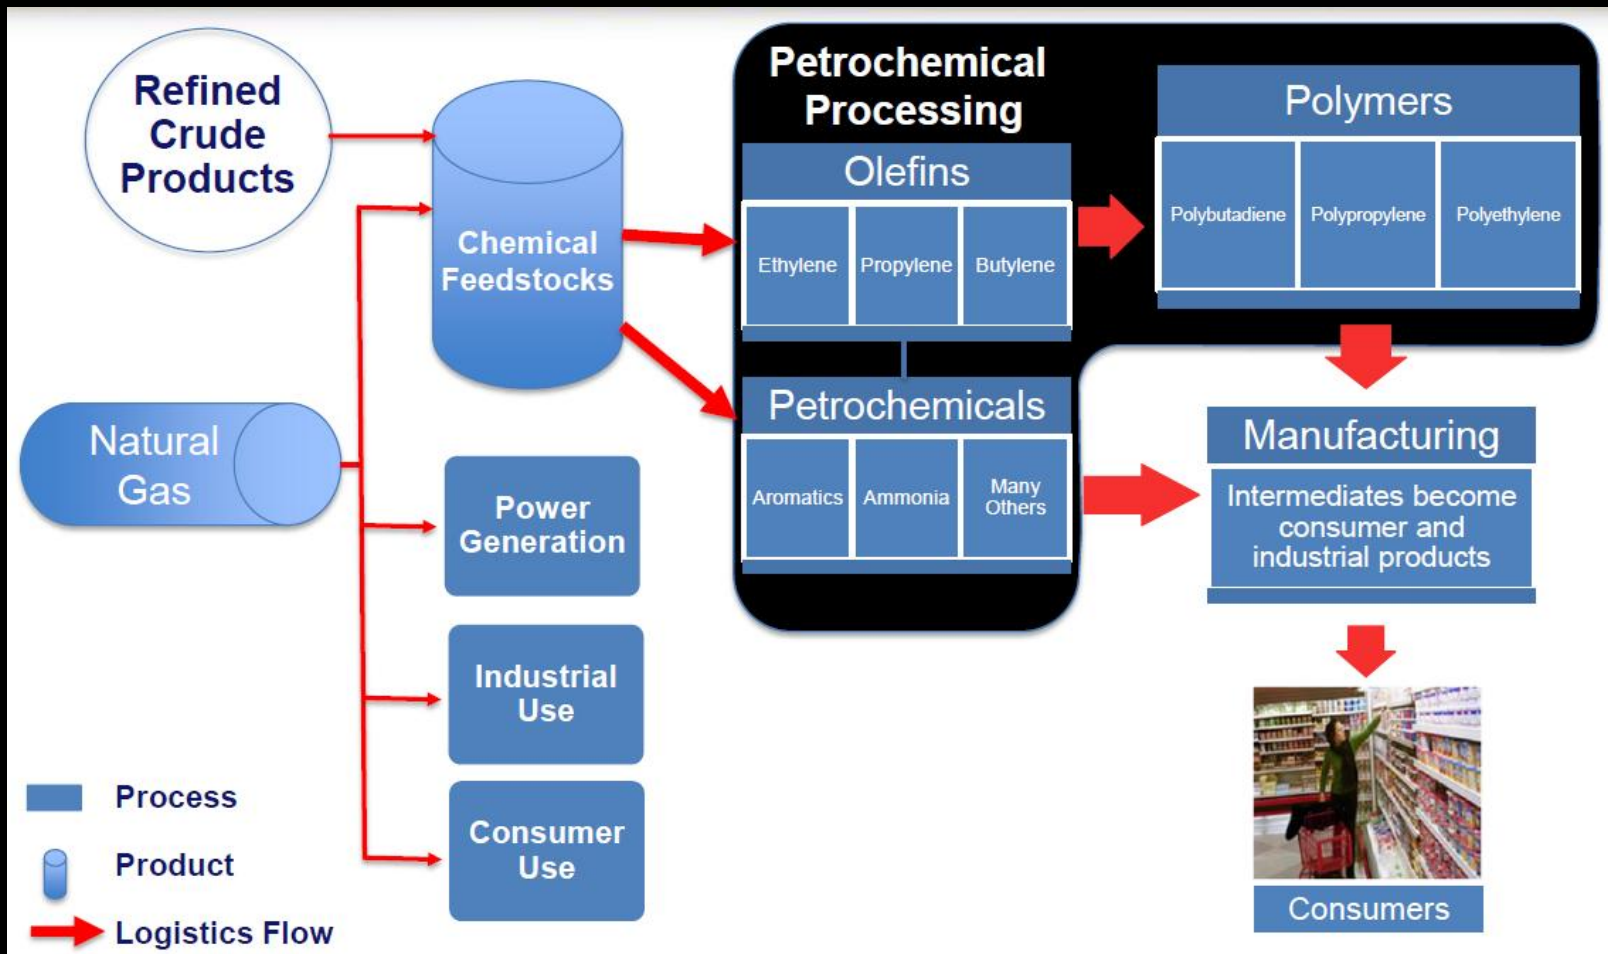 Refined
Crude
Products
Chemical
Feedstocks
Natural
Gas
Power
Generation
Industrial
Use
Consumer
Use
Process
Product
Logistics Flow
Petrochemical
Processing
Olefins
Ethylene
Propylene
Butylene
Petrochemicals
Aromatics
Ammonia
Many
Others
Polymers
Polybutadiene
Polypropylene
Polyethylene
Manufacturing
Intermediates become
consumer and
industrial products
Consumers